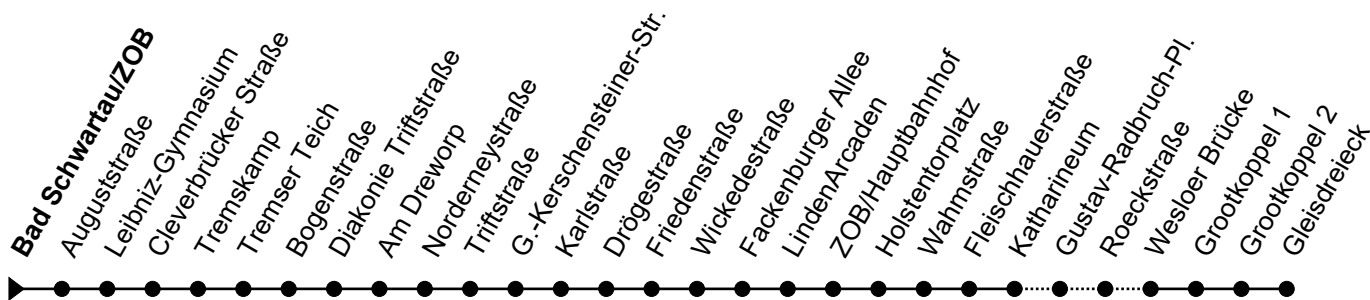 Bad Schwartau/ZOB
Auguststraße
Leibniz-Gymnasium
Cleverbrücker Straße
Tremskamp
Tremser Teich
Bogenstraße
Diakonie Triftstraße
Am Dreworp
Norderneystraße
Triftstraße
G.-Kerschensteiner-Str.
Karlstraße
Drögestraße
Friedenstraße
Wickedestraße
Fackenburger Allee
LindenArcaden
ZOB/Hauptbahnhof
Holstentorplatz
Wahmstraße
Fleischhauerstraße
Katharineum
Gustav-Radbruch-Pl.
Roeckstraße
Wesloer Brücke
Grootkoppel 1
Grootkoppel 2
Gleisdreieck